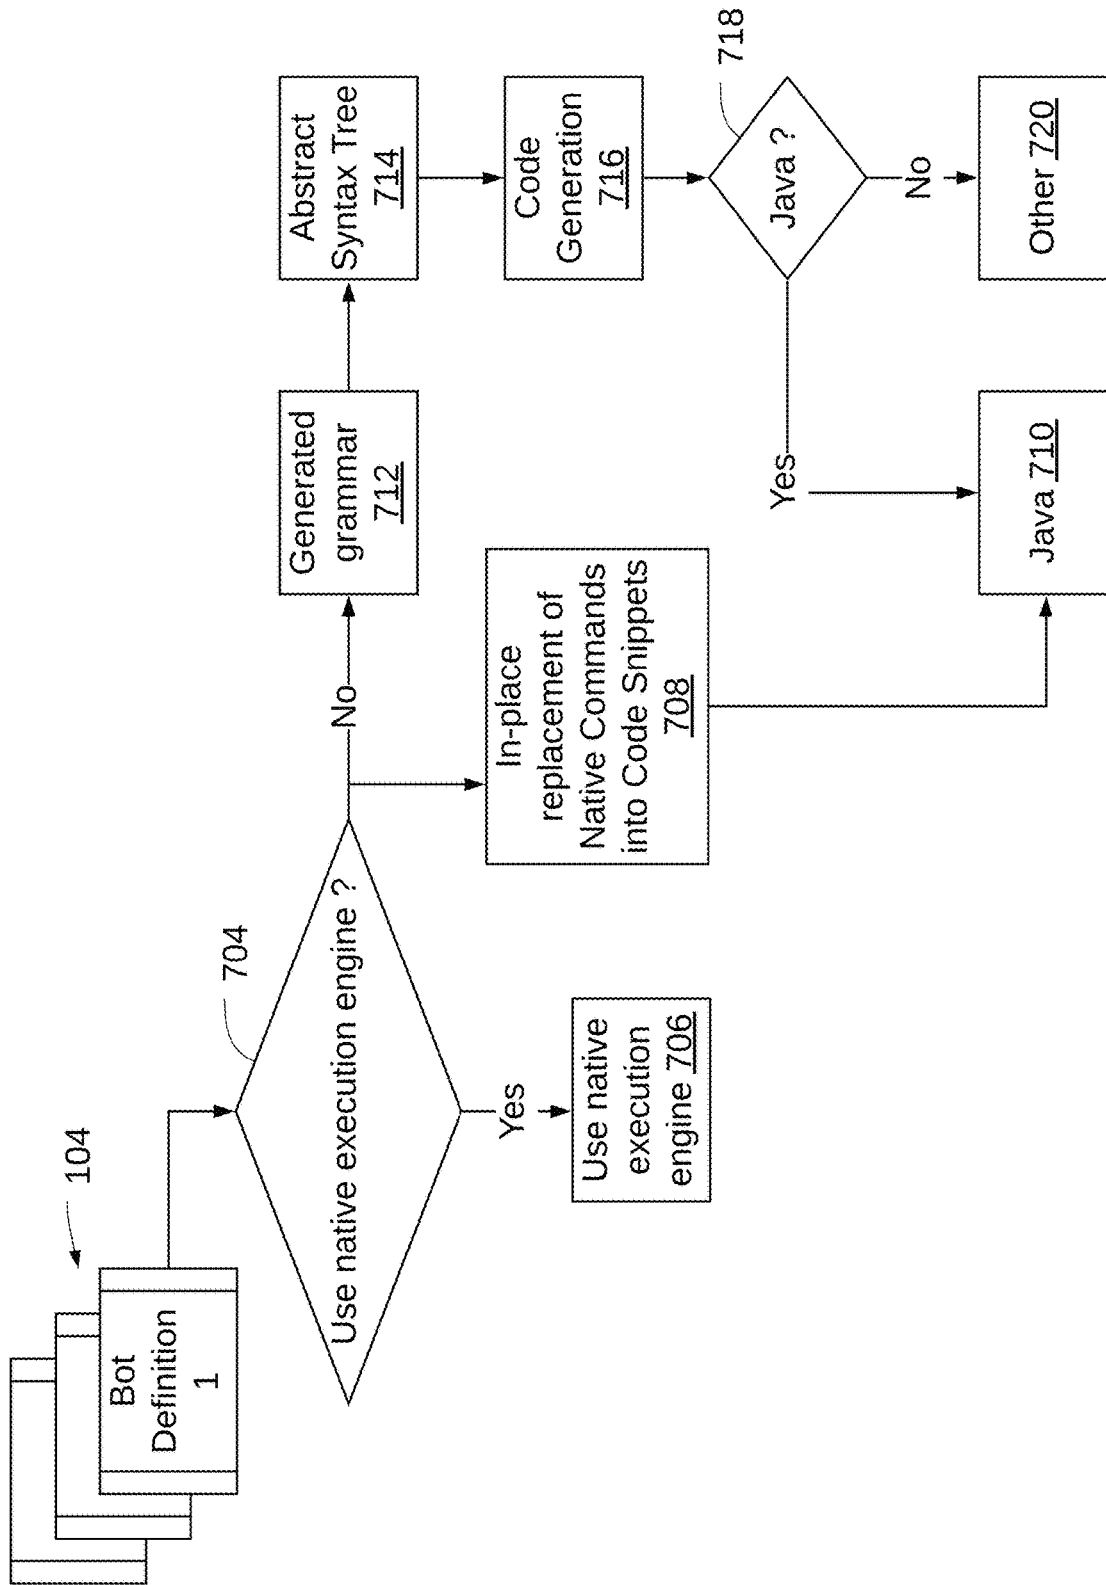 104
Bot
Definition
1
704
Use native execution engine ?
Yes
Use native
execution
engine 706
No
In-place
replacement of
Native Commands
into Code Snippets
708
Generated
grammar
712
Abstract
Syntax Tree
714
Code
Generation
716
718
Java ?
Yes
No
Java 710
Other 720